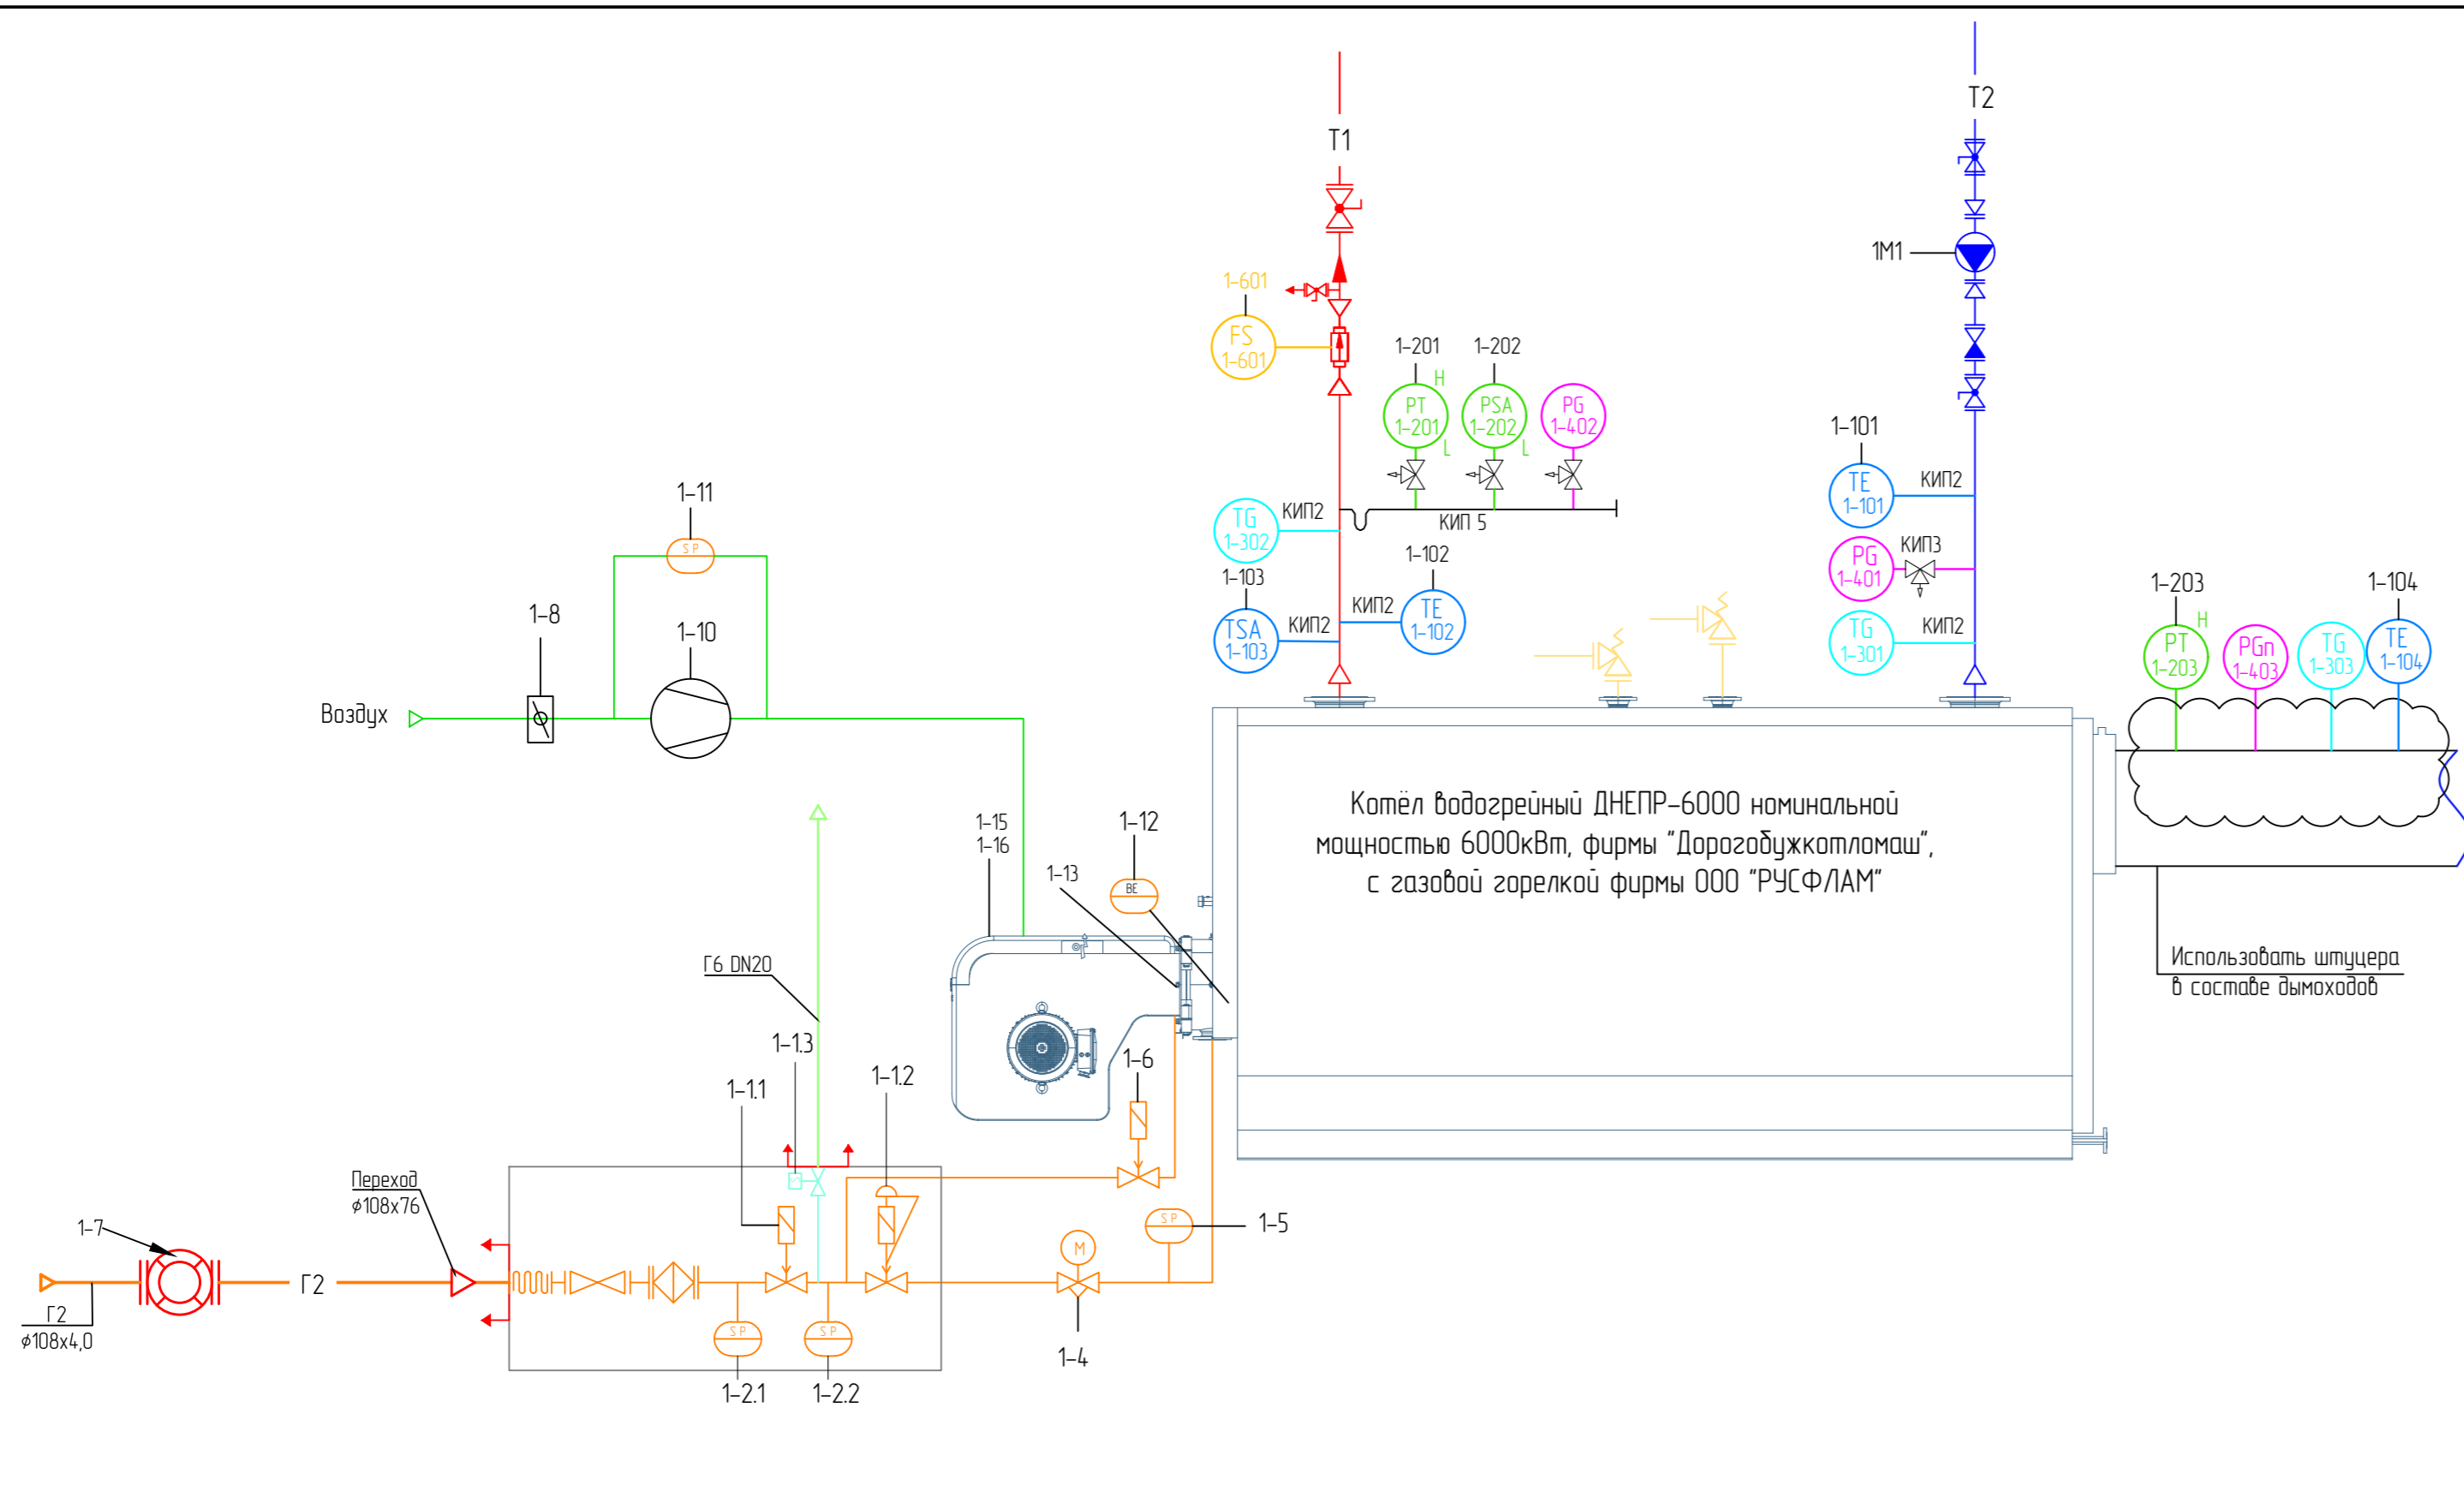 T2
T1
1M1
1-601
FS
1-601
1-201
1-202
H
PT
1-201
L
PSA
1-202
L
PG
1-402
1-101
TE
1-101
КИП2
1-11
SP
TG
1-302
КИП2
КИП 5
1-102
PG
1-401
КИП3
1-103
1-203
1-104
1-8
1-10
TSA
1-103
КИП2
КИП2
TE
1-102
TG
1-301
КИП2
H
PT
1-203
PGn
1-403
TG
1-303
TE
1-104
Воздух
Котёл водогрейный ДНЕПР-6000 номинальной
мощностью 6000кВт, фирмы "Дорогобужкотломаш",
с газовой горелкой фирмы ООО "РУСФЛАМ"
1-15
1-16
1-12
1-13
BE
Г6 DN20
Использовать штуцера
в составе дымоходов
1-1.3
1-6
1-1.1
1-1.2
Переход
φ108x76
1-7
SP
1-5
M
Г2
Г2
φ108x4,0
SP
SP
1-4
1-2.1
1-2.2